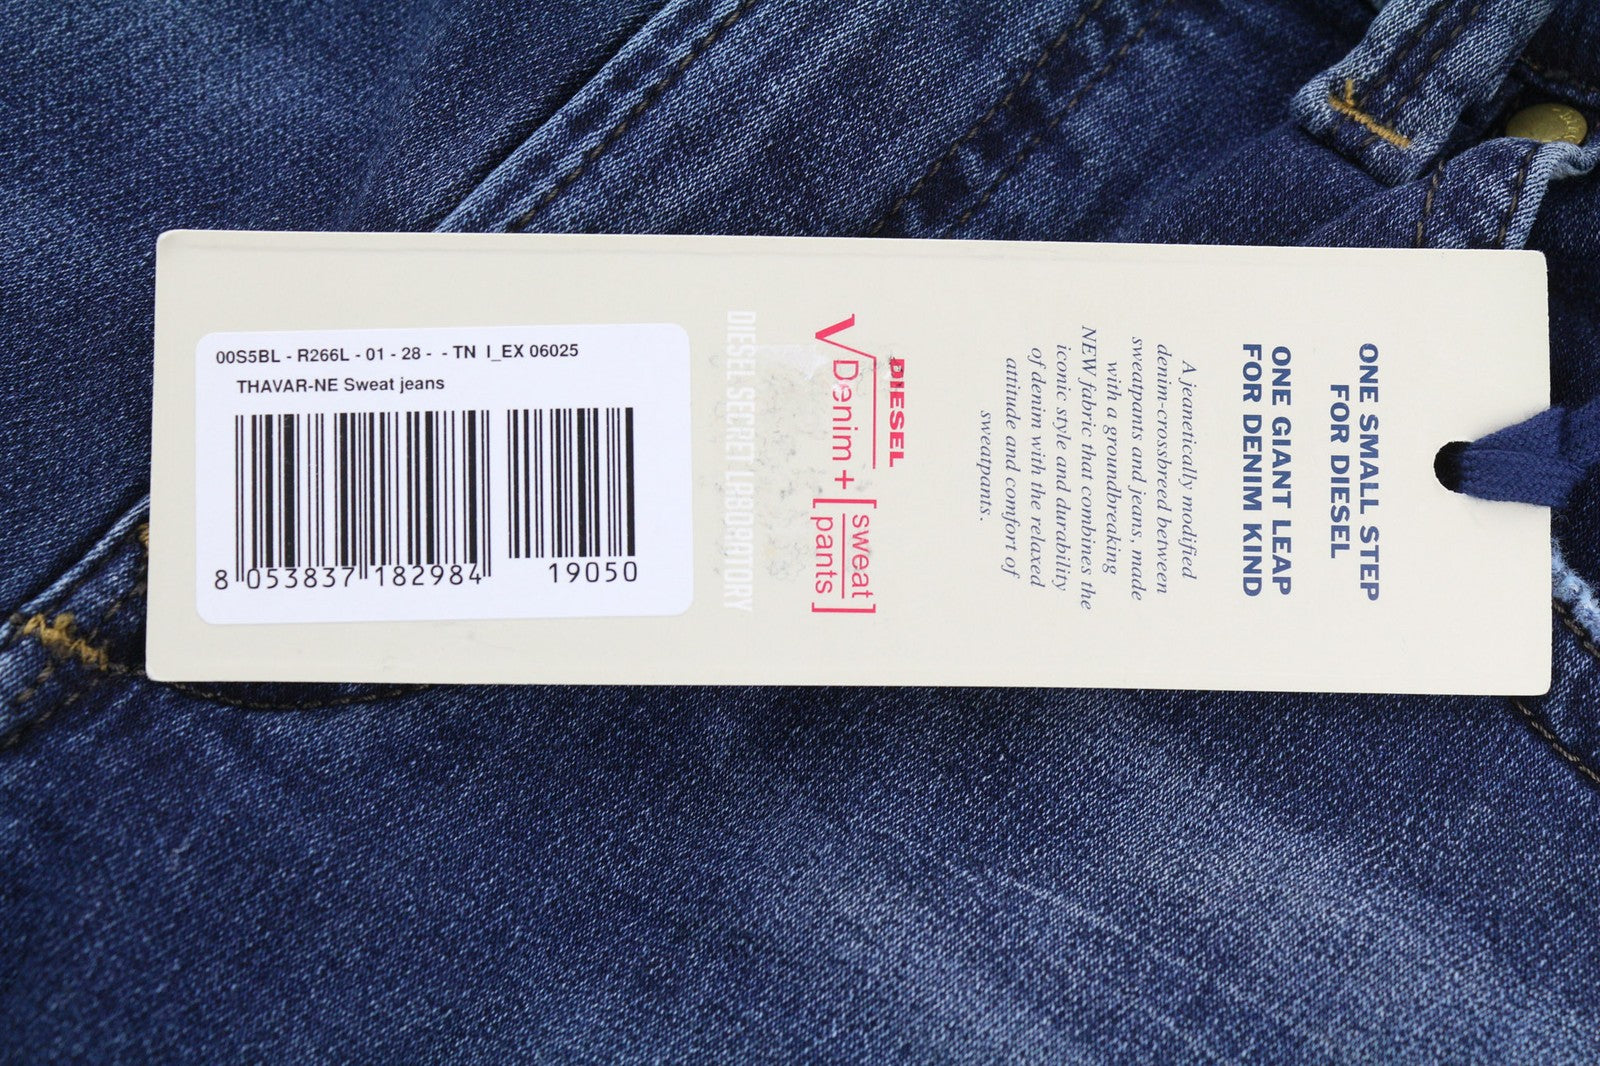 ONE SMALL STEP
FOR DIESEL
ONE GIANT LEAP
FOR DENIM KIND
A jeanetically modified
denim-crossbreed between
sweatpants and jeans, made
with a groundbreaking
NEW fabric that combines the
iconic style and durability
of denim with the relaxed
attitude and comfort of
sweatpants.
DIESEL
√Denim + [sweat
pants]
DIESEL SECRET LABORATORY
00S5BL - R266L - 01 - 28 - - TN I_EX 06025
THAVAR-NE Sweat jeans
8 053837 182984 19050